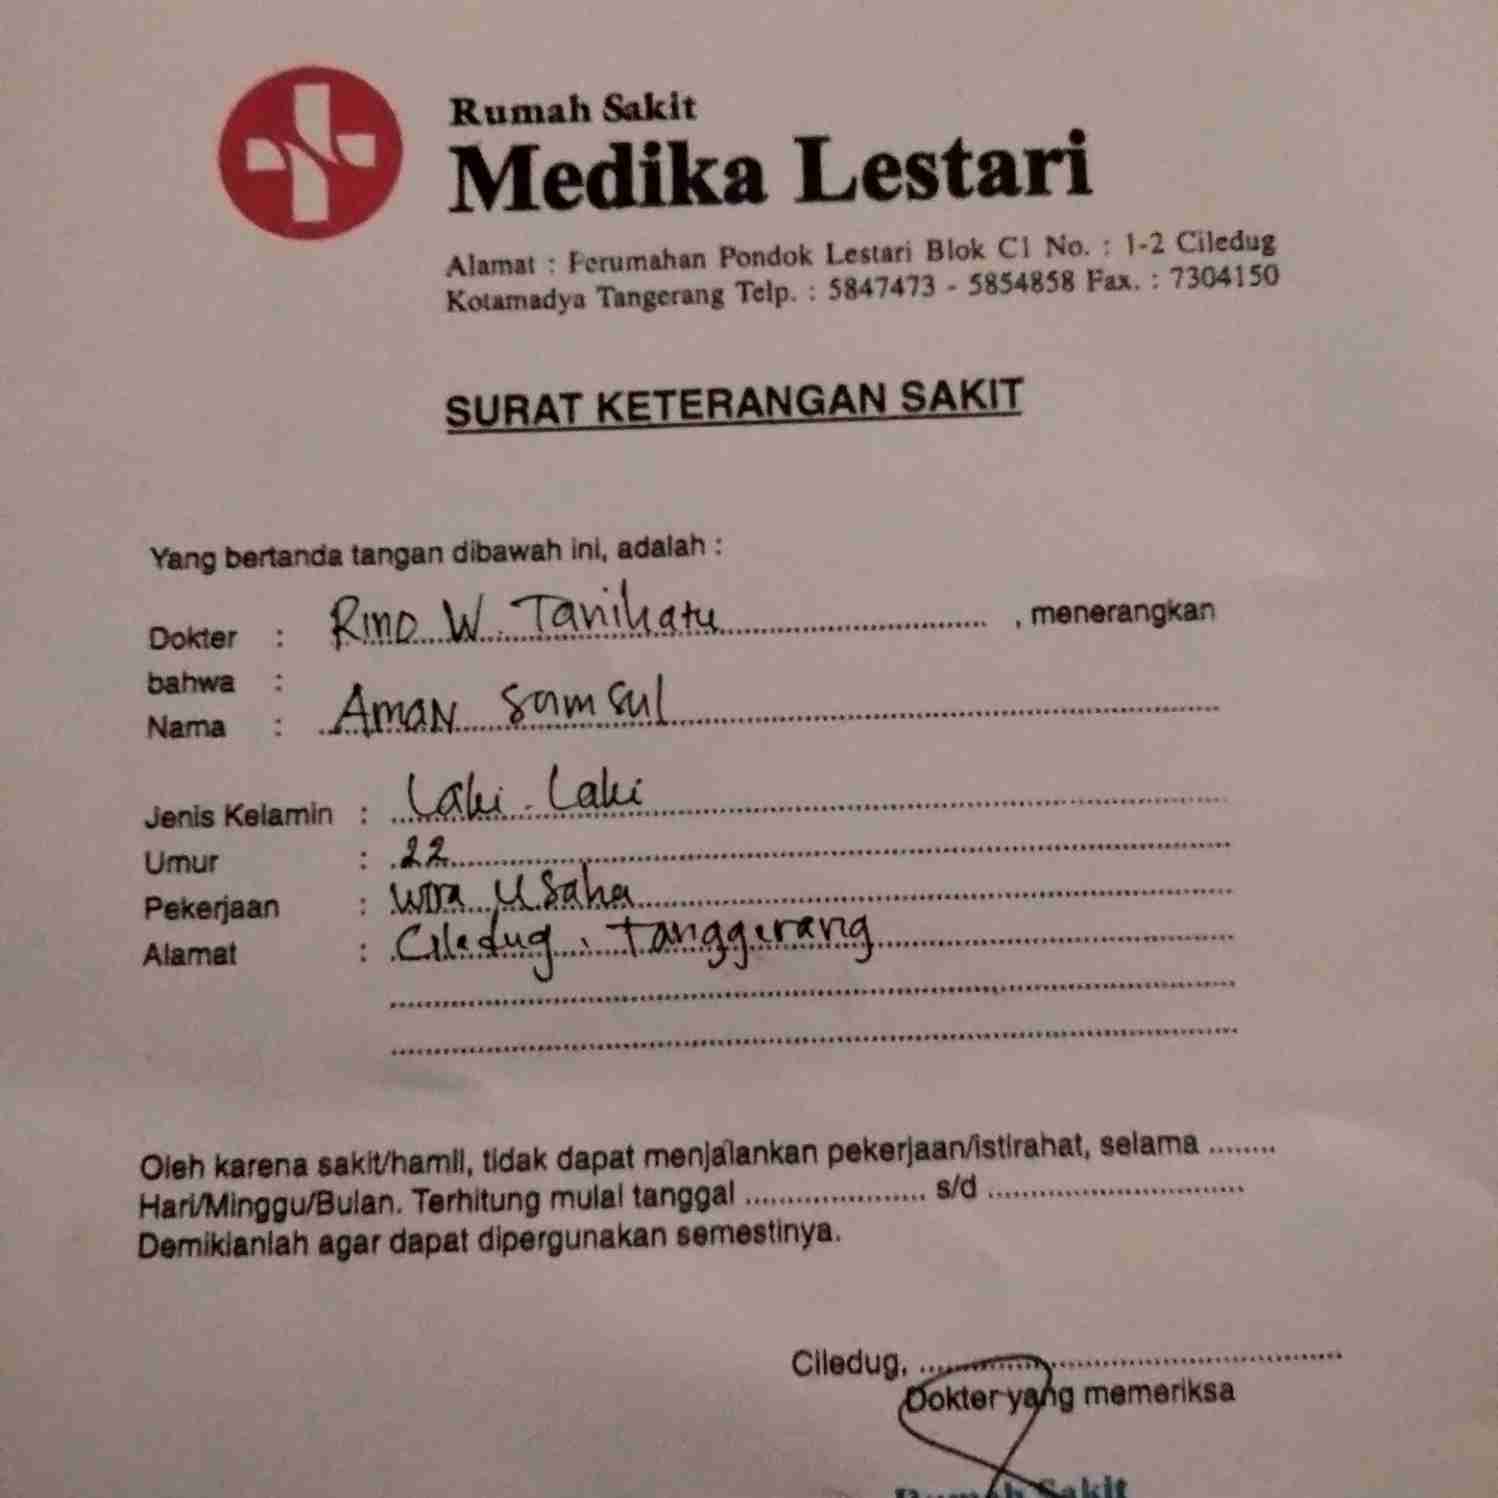 Rumah Sakit
Medika Lestari
Alamat : Perumahan Pondok Lestari Blok C1 No. : 1-2 Ciledug
Kotamadya Tangerang Telp. : 5847473 - 5854858 Fax. : 7304150
SURAT KETERANGAN SAKIT
Yang bertanda tangan dibawah ini, adalah :
Dokter : Rino W. Tanihatu , menerangkan
bahwa :
Nama : Aman Samsul
Jenis Kelamin : Laki-Laki
Umur : 22
Pekerjaan : Wira Usaha
Alamat : Ciledug, Tanggerang
Oleh karena sakit/hamil, tidak dapat menjalankan pekerjaan/istirahat, selama ........
Hari/Minggu/Bulan. Terhitung mulai tanggal ..................... s/d ..............................
Demikianlah agar dapat dipergunakan semestinya.
Ciledug, ..................................................
Dokter yang memeriksa
Rumah Sakit